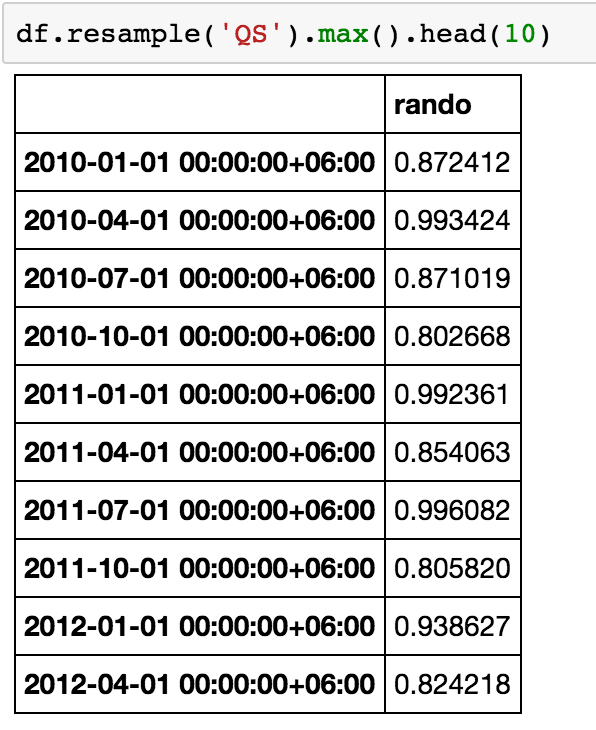 df.resample('QS').max().head(10)
rando
2010-01-01 00:00:00+06:00 0.872412
2010-04-01 00:00:00+06:00 0.993424
2010-07-01 00:00:00+06:00 0.871019
2010-10-01 00:00:00+06:00 0.802668
2011-01-01 00:00:00+06:00 0.992361
2011-04-01 00:00:00+06:00 0.854063
2011-07-01 00:00:00+06:00 0.996082
2011-10-01 00:00:00+06:00 0.805820
2012-01-01 00:00:00+06:00 0.938627
2012-04-01 00:00:00+06:00 0.824218